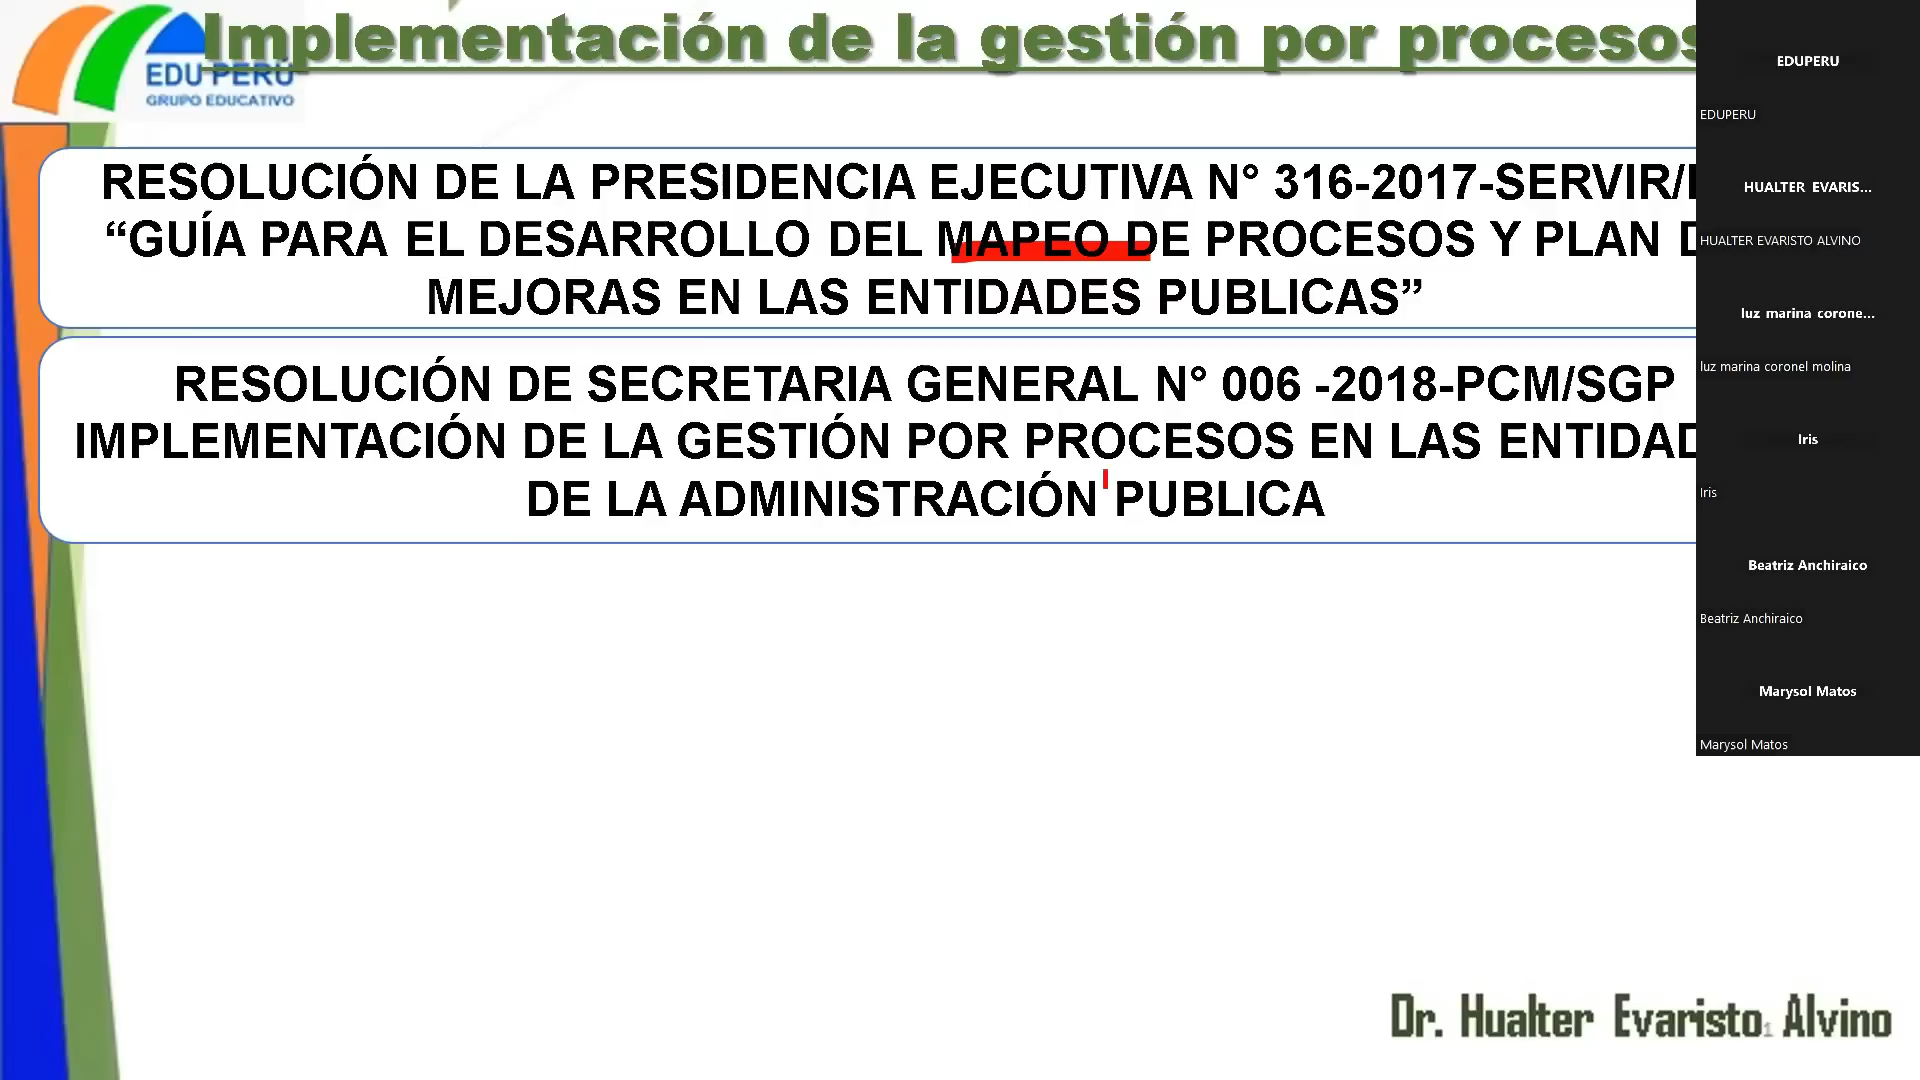 Implementación de la gestión por procesos
EDU PERÚ
GRUPO EDUCATIVO
RESOLUCIÓN DE LA PRESIDENCIA EJECUTIVA N° 316-2017-SERVIR/
“GUÍA PARA EL DESARROLLO DEL MAPEO DE PROCESOS Y PLAN
MEJORAS EN LAS ENTIDADES PUBLICAS”
RESOLUCIÓN DE SECRETARIA GENERAL N° 006 -2018-PCM/SGP
IMPLEMENTACIÓN DE LA GESTIÓN POR PROCESOS EN LAS ENTIDAD
DE LA ADMINISTRACIÓN PUBLICA
EDUPERU
EDUPERU
HUALTER EVARIS...
HUALTER EVARISTO ALVINO
luz marina corone...
luz marina coronel molina
Iris
Iris
Beatriz Anchiraico
Beatriz Anchiraico
Marysol Matos
Marysol Matos
Dr. Hualter Evaristo Alvino